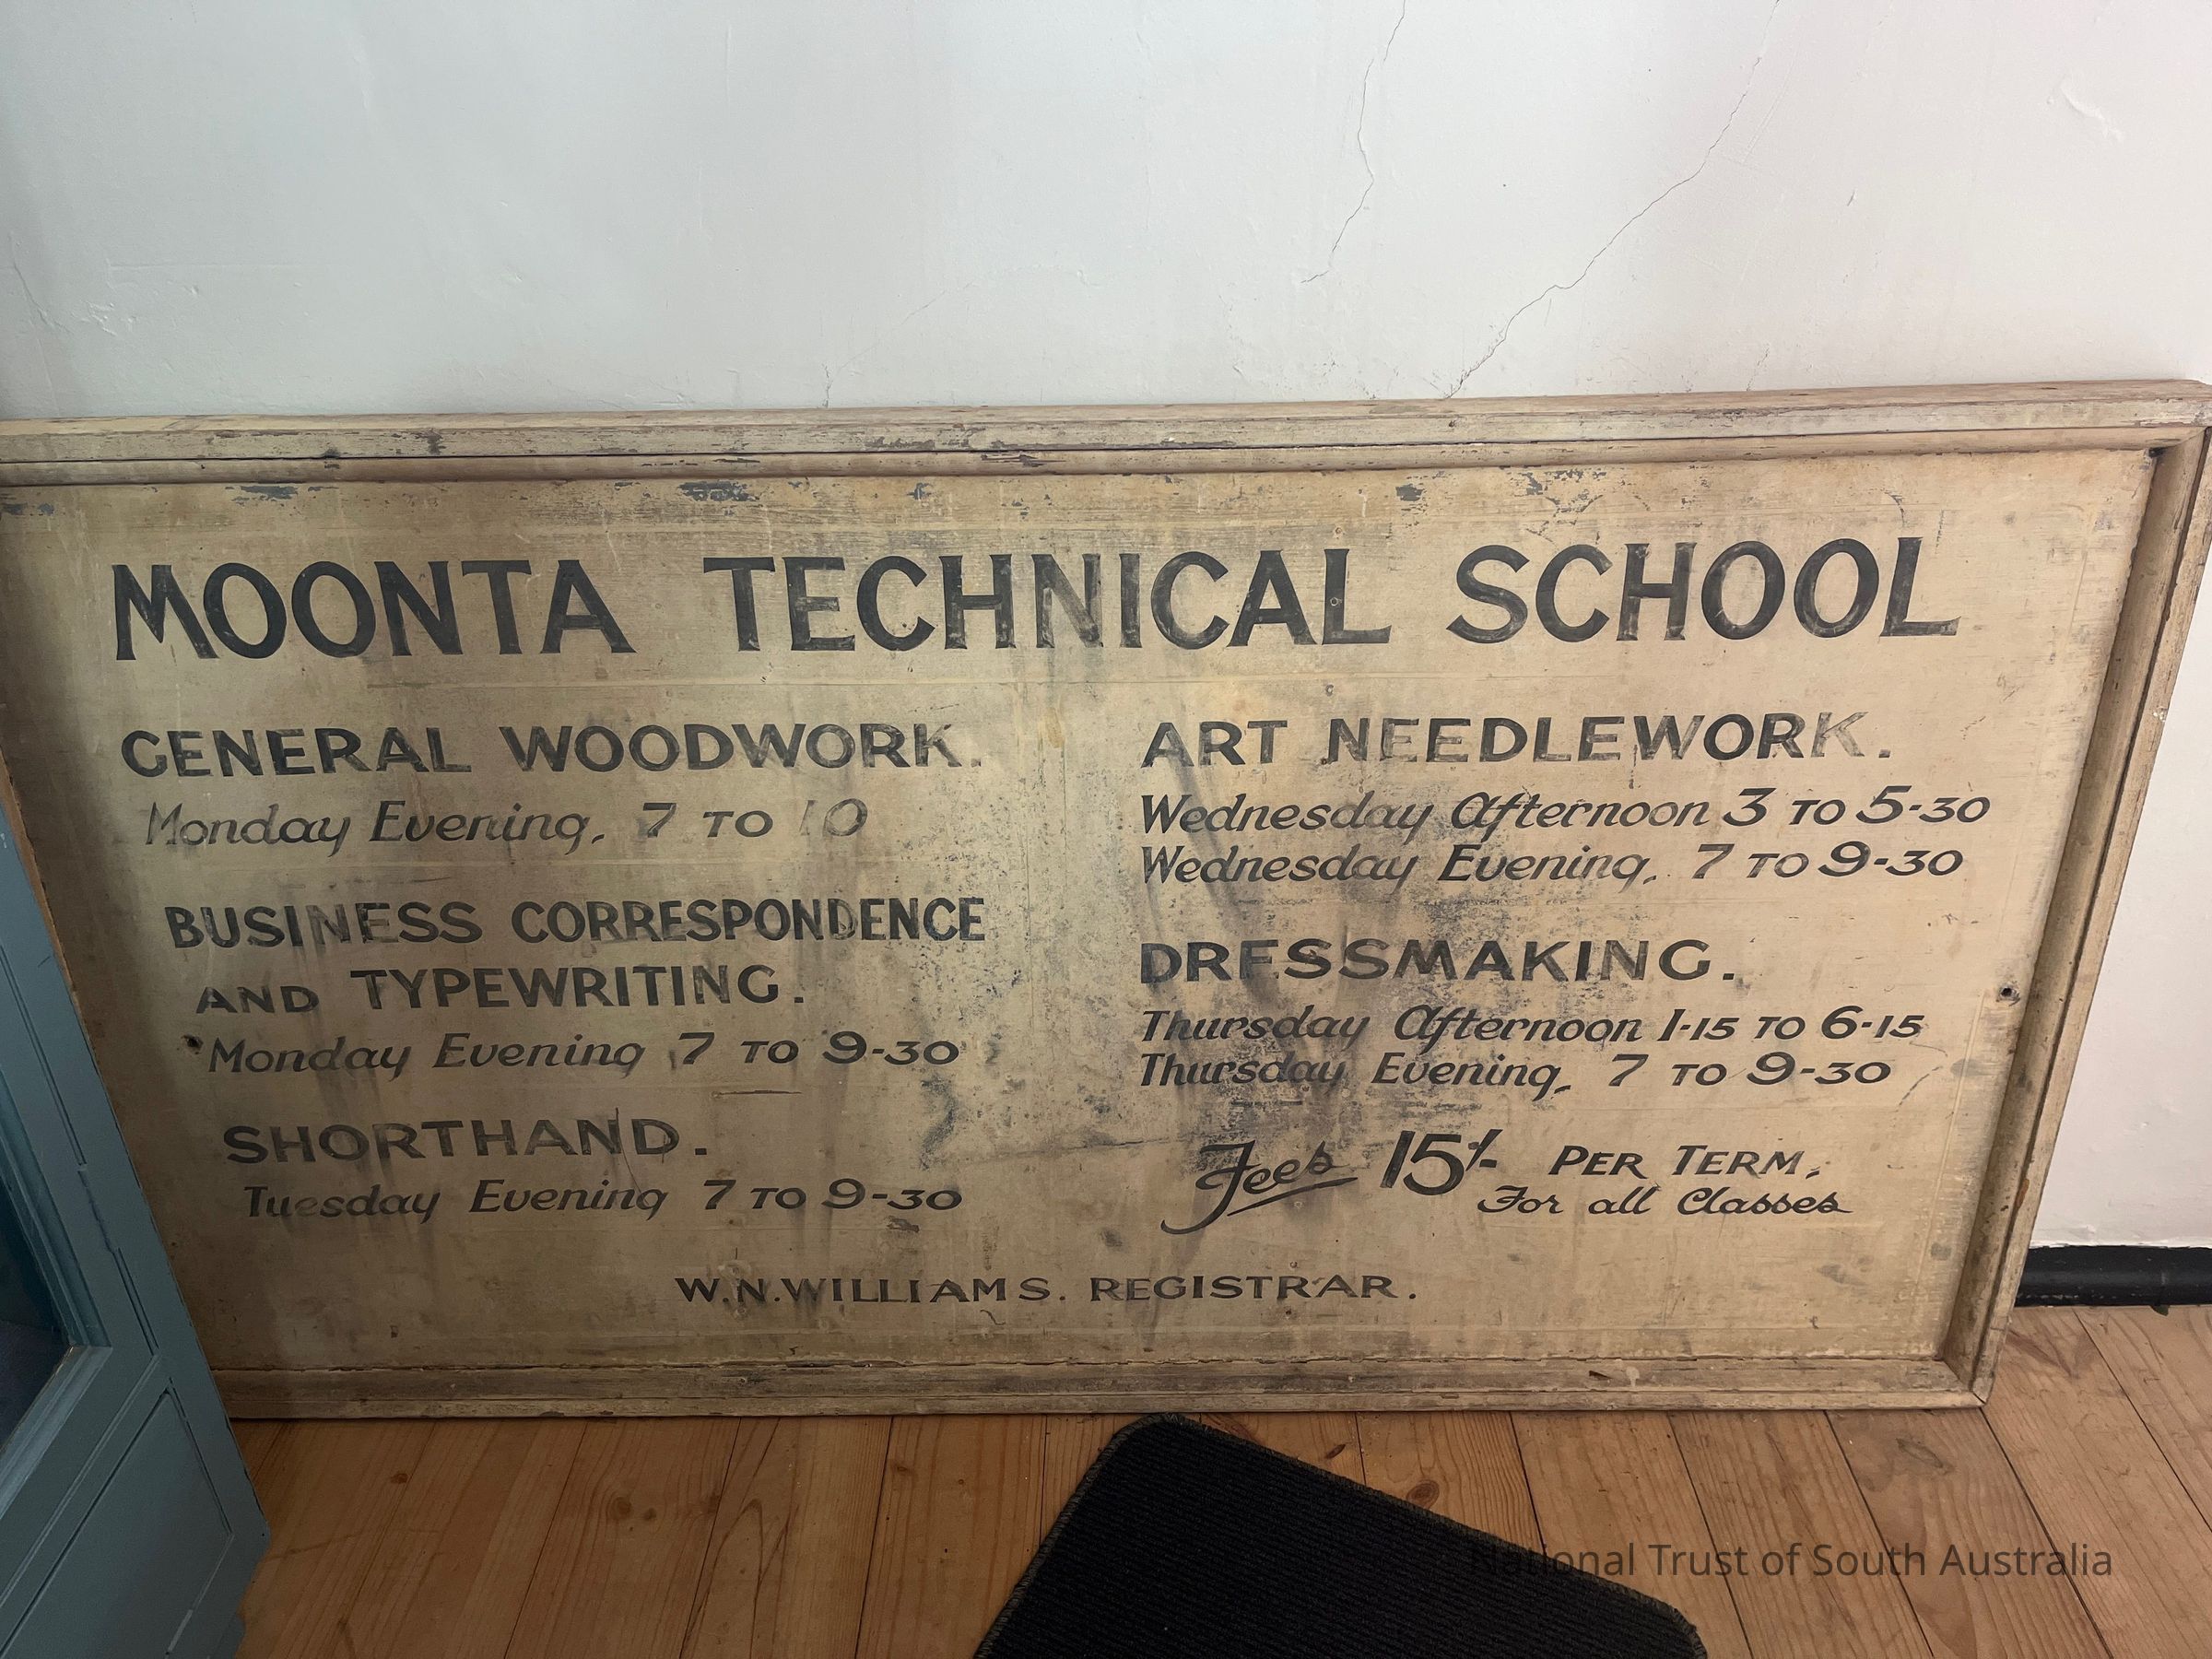 MOONTA TECHNICAL SCHOOL
GENERAL WOODWORK.
Monday Evening, 7 TO 10
BUSINESS CORRESPONDENCE
AND TYPEWRITING.
Monday Evening 7 TO 9-30
SHORTHAND.
Tuesday Evening 7 TO 9-30
ART NEEDLEWORK.
Wednesday Afternoon 3 TO 5-30
Wednesday Evening, 7 TO 9-30
DRESSMAKING.
Thursday Afternoon 1-15 TO 6-15
Thursday Evening, 7 TO 9-30
Fees 15/- PER TERM,
For all Classes
W.N.WILLIAMS. REGISTRAR.
National Trust of South Australia